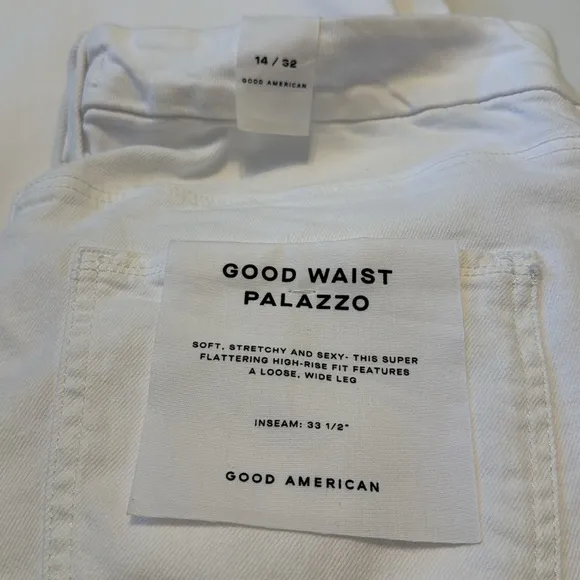 14 / 32
GOOD AMERICAN
GOOD WAIST
PALAZZO
SOFT, STRETCHY AND SEXY- THIS SUPER
FLATTERING HIGH-RISE FIT FEATURES
A LOOSE, WIDE LEG
INSEAM: 33 1/2"
GOOD AMERICAN